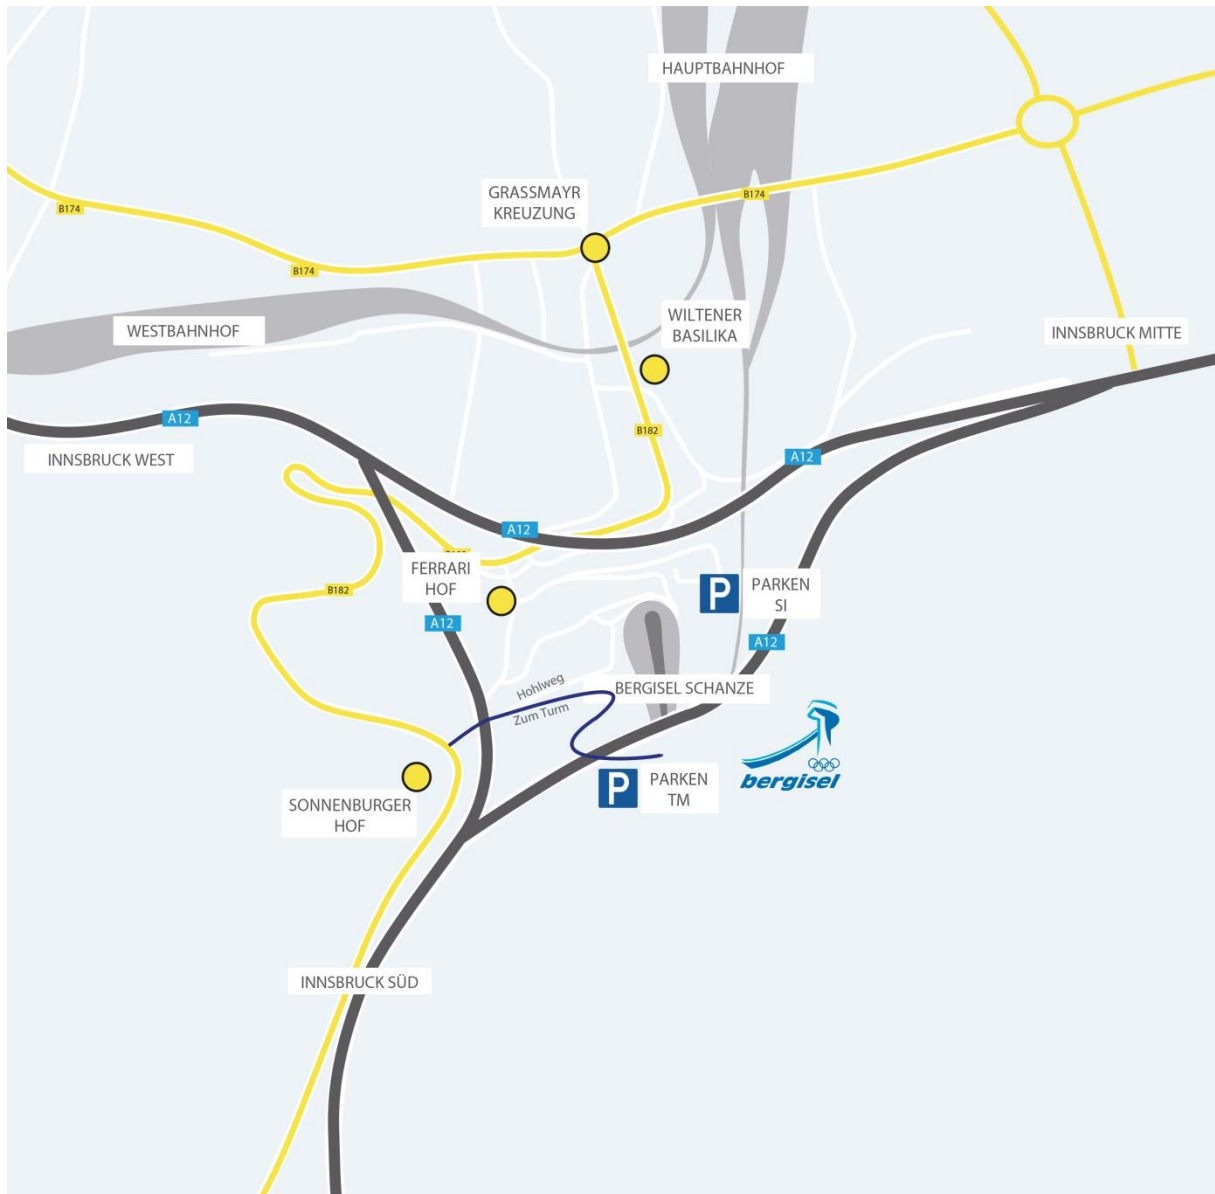 HAUPTBAHNHOF
GRASSMAYR
KREUZUNG
B174
B174
B174
WESTBAHNHOF
WILTENER
BASILIKA
INNSBRUCK MITTE
A12
B182
INNSBRUCK WEST
A12
A12
FERRARI
HOF
B182
P
PARKEN
SI
A12
A12
Hohlweg
Zum Turm
BERGISEL SCHANZE
P
PARKEN
TM
bergisel
SONNENBURGER
HOF
INNSBRUCK SÜD